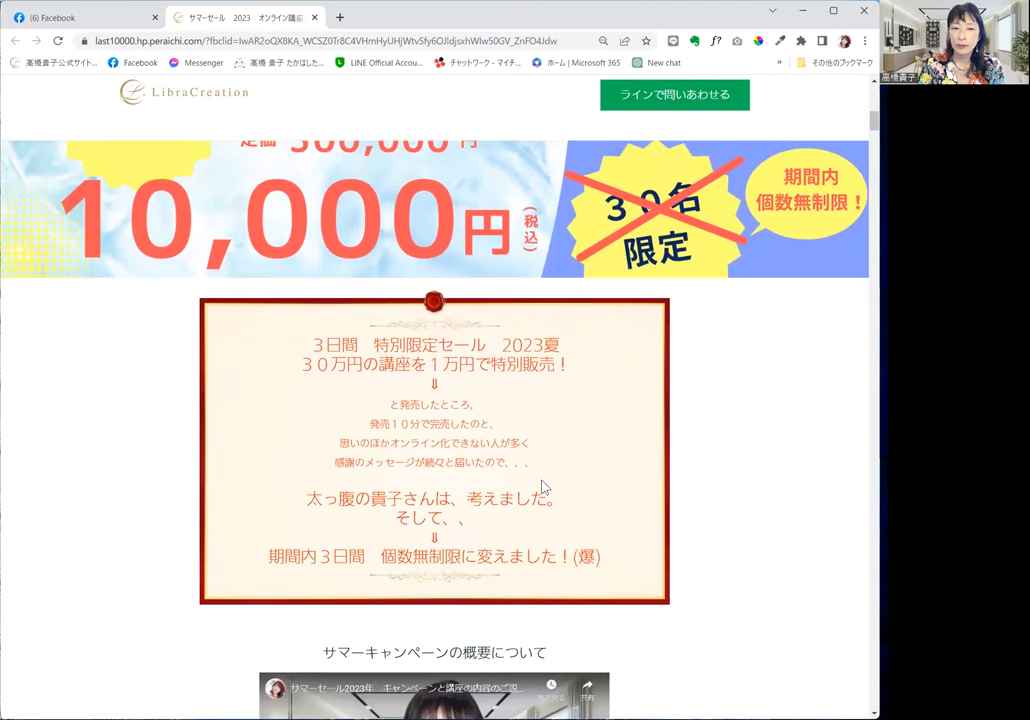 (6) Facebook
サマーセール　2023　オンライン講座
last10000.hp.peraichi.com/?fbclid=IwAR2oQX8KA_WCSZ0Tr8C4VHmHyUHjWtvSfy6OJldjsxhWIw50GV_ZnFO4Jdw
高橋貴子公式サイト...
Facebook
Messenger
高橋 貴子 たかはした...
LINE Official Accou...
チャットワーク - マイチ...
ホーム | Microsoft 365
New chat
»
その他のブックマーク
高橋貴子
LibraCreation
ラインで問いあわせる
定価 300,000 円
10,000円
(税込)
３０名
限定
期間内
個数無制限！
３日間　特別限定セール　2023夏
３０万円の講座を１万円で特別販売！
⇓
と発売したところ、
発売１０分で完売したのと、
思いのほかオンライン化できない人が多く
感謝のメッセージが続々と届いたので、、、
太っ腹の貴子さんは、考えました。
そして、、
⇓
期間内３日間　個数無制限に変えました！(爆)
サマーキャンペーンの概要について
サマーセール2023年　キャンペーンと講座の内容のご説...
後で見る
共有